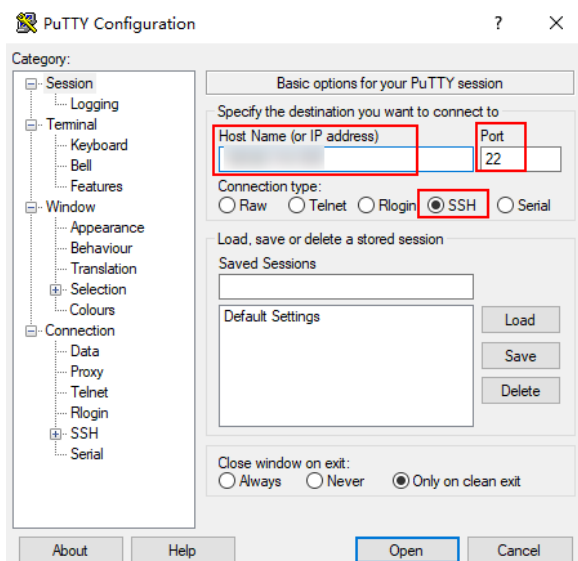 PuTTY Configuration
Category:
Session
Logging
Terminal
Keyboard
Bell
Features
Window
Appearance
Behaviour
Translation
Selection
Colours
Connection
Data
Proxy
Telnet
Rlogin
SSH
Serial
Basic options for your PuTTY session
Specify the destination you want to connect to
Host Name (or IP address) Port
22
Connection type:
Raw Telnet Rlogin SSH Serial
Load, save or delete a stored session
Saved Sessions
Default Settings
Load
Save
Delete
Close window on exit:
Always Never Only on clean exit
About Help Open Cancel